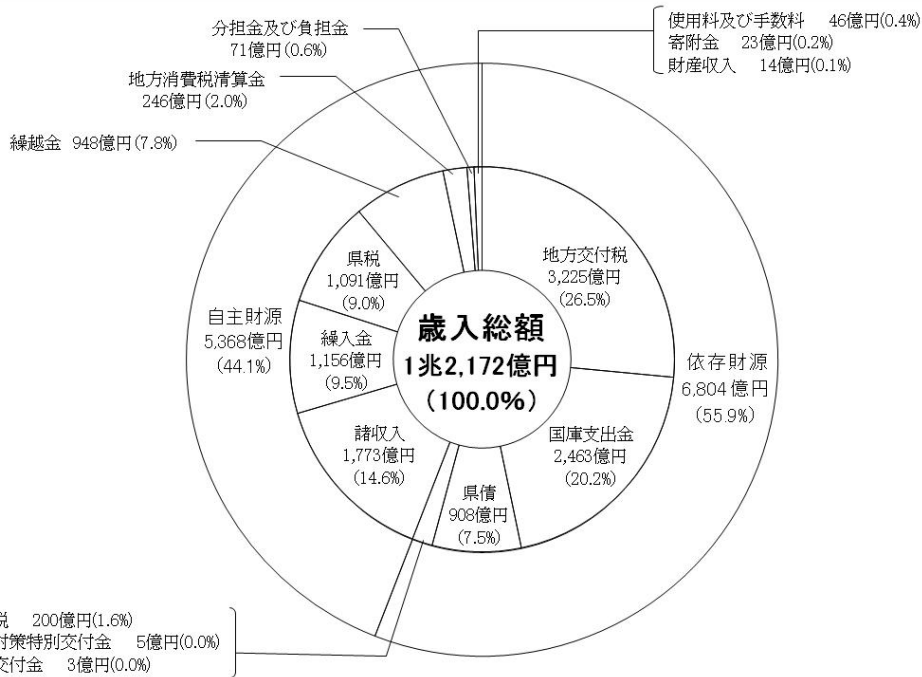 分担金及び負担金
71億円(0.6%)
使用料及び手数料 46億円(0.4%)
寄附金 23億円(0.2%)
財産収入 14億円(0.1%)
地方消費税清算金
246億円(2.0%)
繰越金 948億円(7.8%)
地方交付税
3,225億円
(26.5%)
県税
1,091億円
(9.0%)
自主財源
5,368億円
(44.1%)
繰入金
1,156億円
(9.5%)
歳入総額
1兆2,172億円
(100.0%)
依存財源
6,804億円
(55.9%)
諸収入
1,773億円
(14.6%)
国庫支出金
2,463億円
(20.2%)
県債
908億円
(7.5%)
税 200億円(1.6%)
対策特別交付金 5億円(0.0%)
交付金 3億円(0.0%)